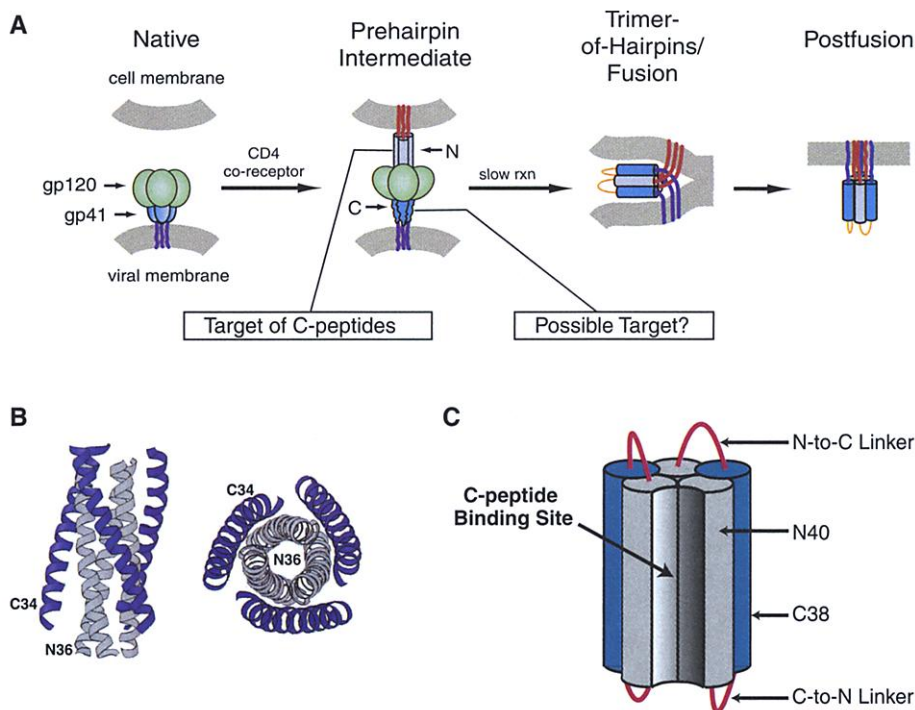 A
Native
Prehairpin
Intermediate
Trimer-
of-Hairpins/
Fusion
Postfusion
cell membrane
CD4
co-receptor
N
gp120
slow rxn
C
gp41
viral membrane
Target of C-peptides
Possible Target?
B
C34
N36
C34
N36
C
N-to-C Linker
C-peptide
Binding Site
N40
C38
C-to-N Linker